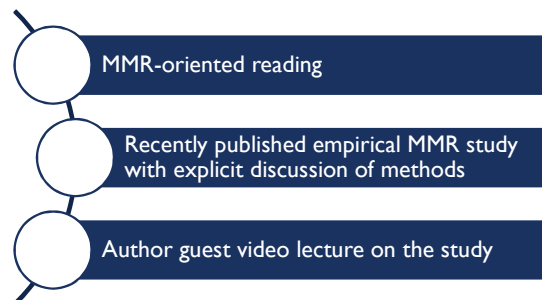 MMR-oriented reading
Recently published empirical MMR study
with explicit discussion of methods
Author guest video lecture on the study